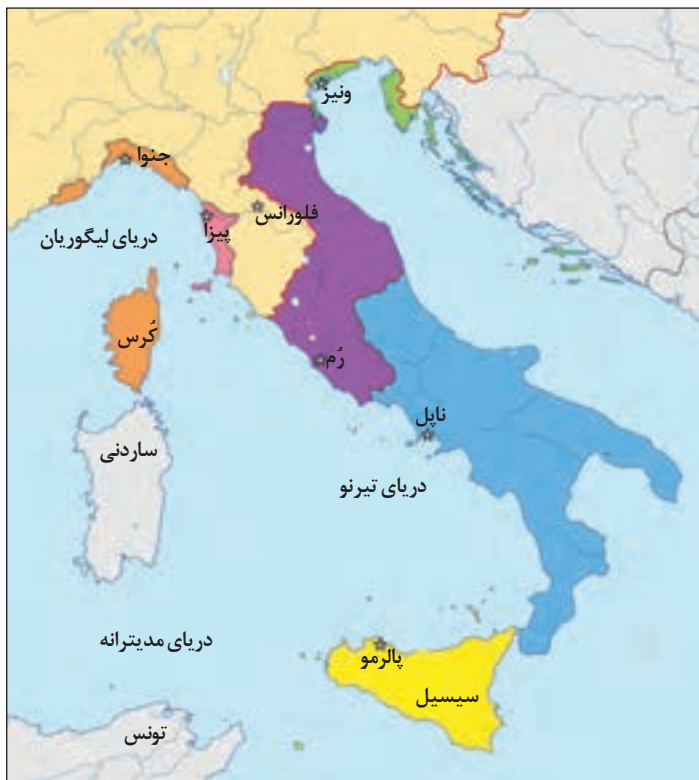 ونیز
جنوا
فلورانس
پیزا
دریای لیگوریان
کُرس
رُم
ناپل
ساردنی
دریای تیرنو
دریای مدیترانه
پالرمو
سیسیل
تونس